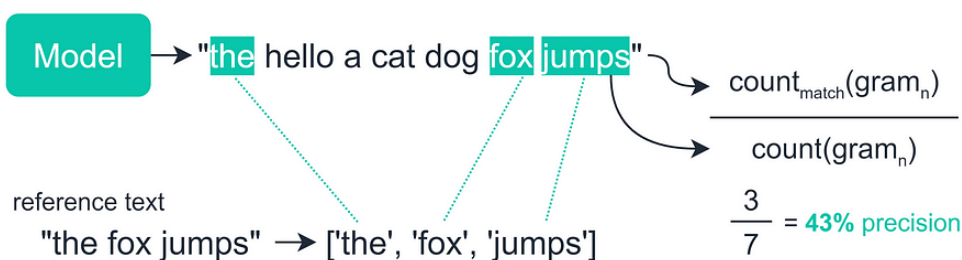 Model
"the hello a cat dog fox jumps"
count_match(gram_n)
count(gram_n)
reference text
"the fox jumps"
['the', 'fox', 'jumps']
3
7
= 43% precision